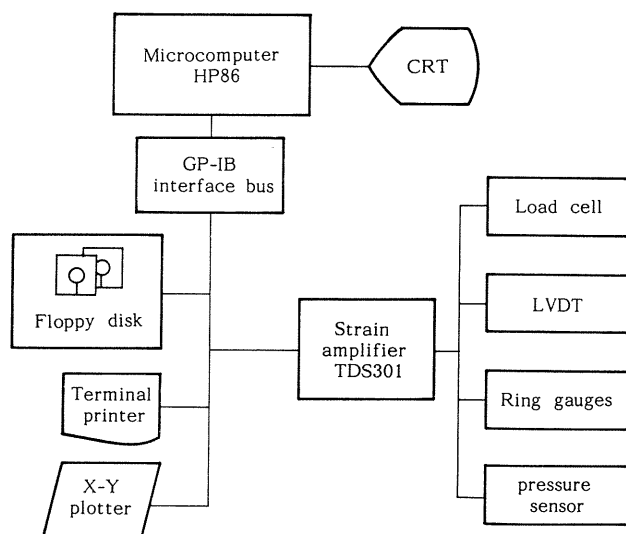 Microcomputer
HP86
CRT
GP-IB
interface bus
Floppy disk
Terminal
printer
X-Y
plotter
Strain
amplifier
TDS301
Load cell
LVDT
Ring gauges
pressure
sensor